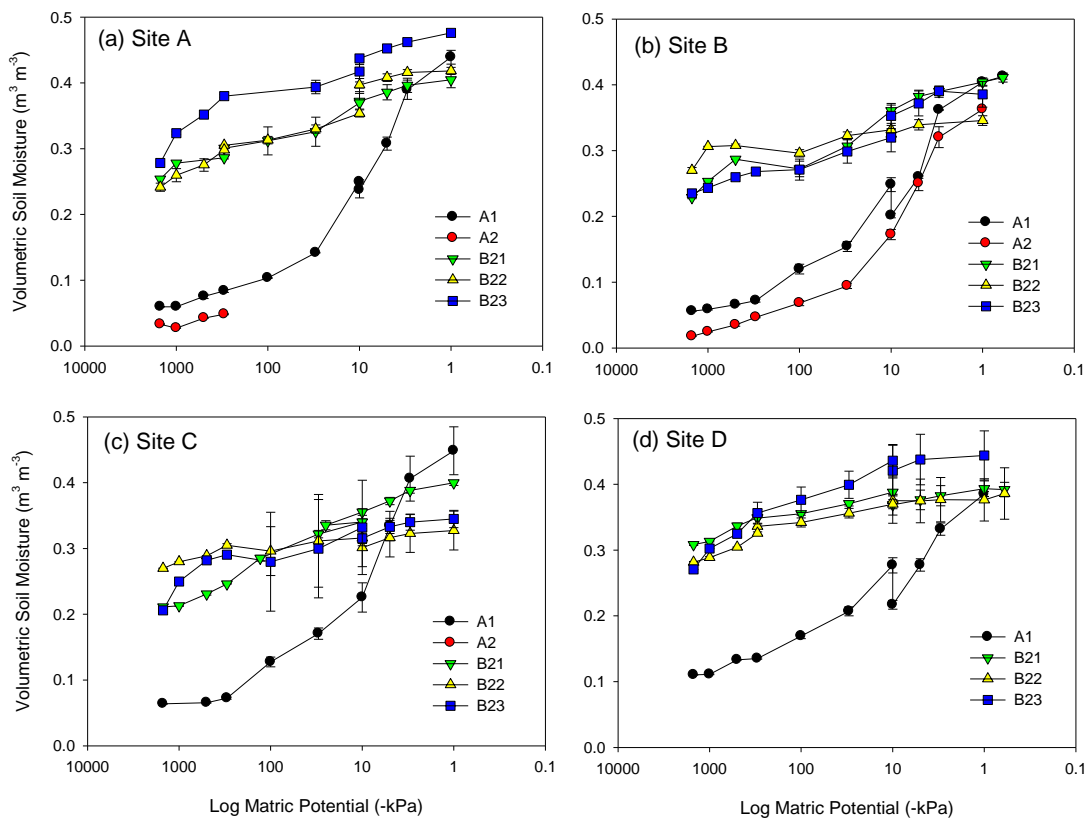 (a) Site A
0.5
0.4
0.3
0.2
0.1
0.0
Volumetric Soil Moisture (m³ m⁻³)
10000 1000 100 10 1 0.1
A1
A2
B21
B22
B23
(b) Site B
0.5
0.4
0.3
0.2
0.1
0.0
10000 1000 100 10 1 0.1
A1
A2
B21
B22
B23
(c) Site C
0.5
0.4
0.3
0.2
0.1
0.0
Volumetric Soil Moisture (m³ m⁻³)
10000 1000 100 10 1 0.1
Log Matric Potential (-kPa)
A1
A2
B21
B22
B23
(d) Site D
0.5
0.4
0.3
0.2
0.1
0.0
10000 1000 100 10 1 0.1
Log Matric Potential (-kPa)
A1
B21
B22
B23